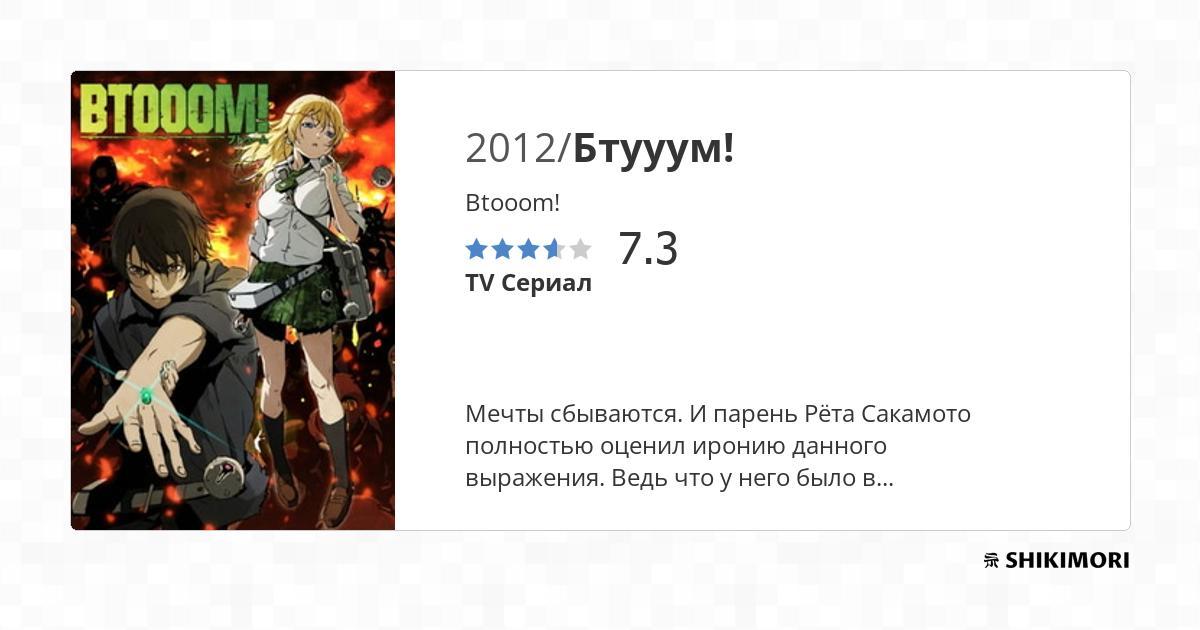 BTOOOM!
2012/Бтууум!
Btooom!
7.3
TV Сериал
Мечты сбываются. И парень Рёта Сакамото
полностью оценил иронию данного
выражения. Ведь что у него было в...
SHIKIMORI